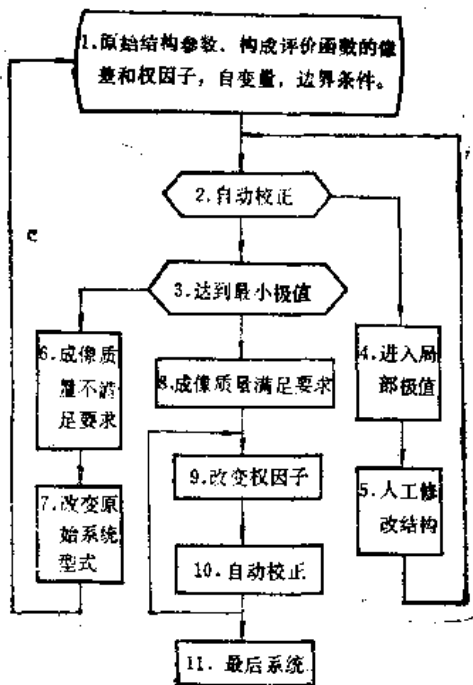 1.原始结构参数、构成评价函数的像
差和权因子，自变量，边界条件。
2.自动校正
3.达到最小极值
6.成像质
量不满
足要求
8.成像质量满足要求
4.进入局
部极值
9.改变权因子
5.人工修
改结构
7.改变原
始系统
型式
10.自动校正
11.最后系统